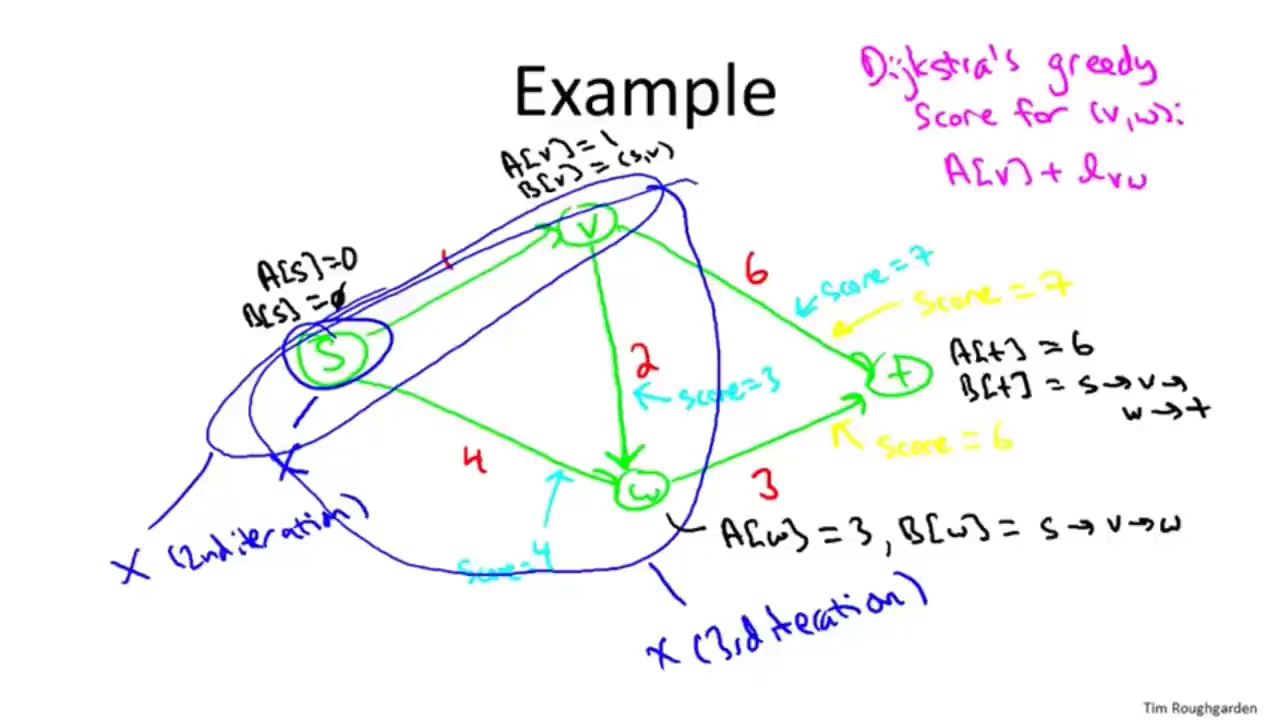 Example
Dijkstra's greedy
score for (v,w):
A[v] + lvw
A[v] = 1
B[v] = (s,v)
A[s]=0
B[s]=∅
S
1
v
6
score=7
score=7
2
score=3
t
A[t] = 6
B[t] = s→v→
w→t
score=6
4
w
3
score=4
A[w]=3, B[w] = s→v→w
X
X (2nd iteration)
X (3rd iteration)
Tim Roughgarden